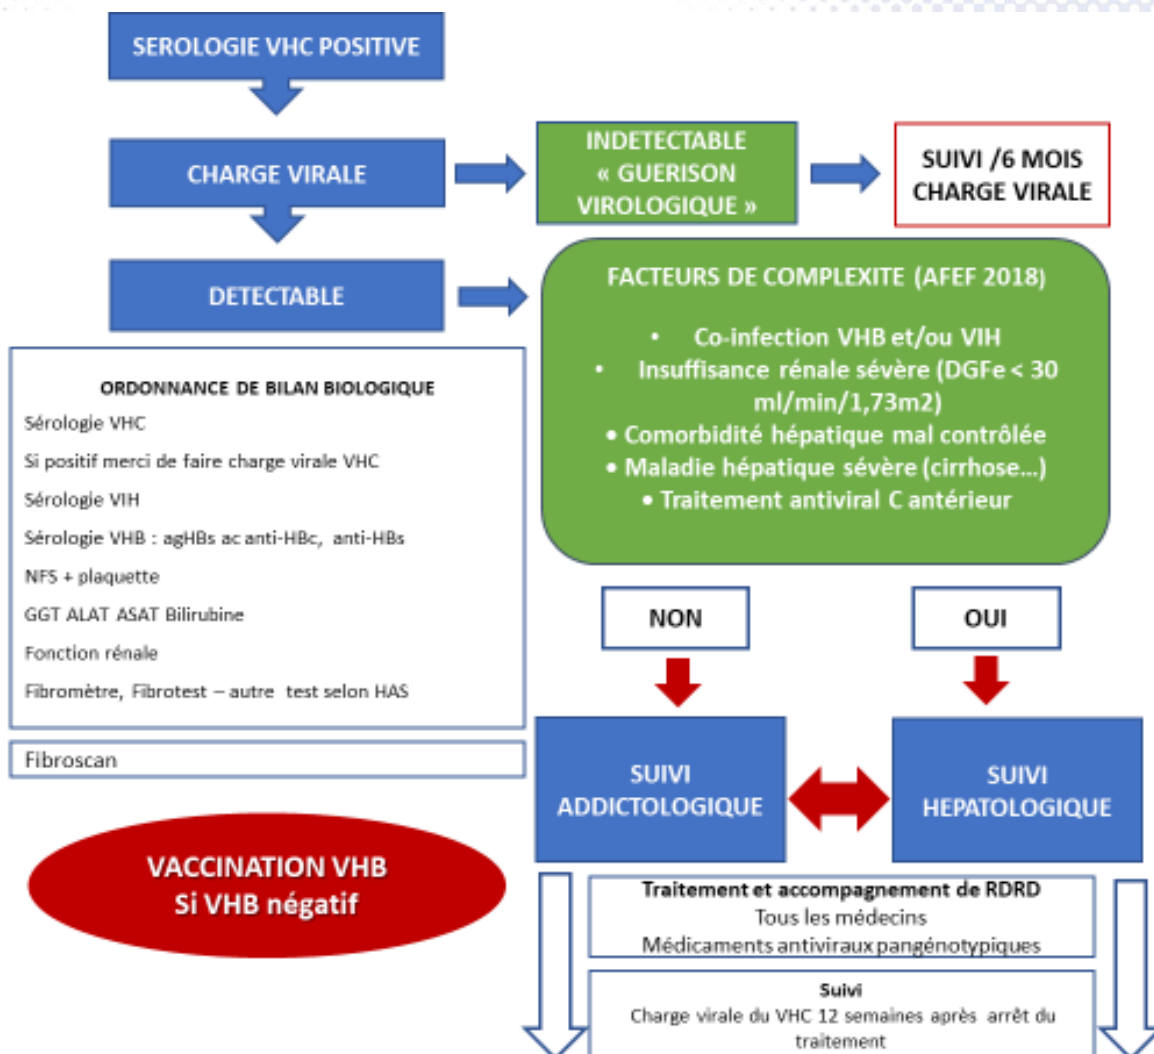 SEROLOGIE VHC POSITIVE
CHARGE VIRALE
INDETECTABLE
« GUERISON
VIROLOGIQUE »
SUIVI /6 MOIS
CHARGE VIRALE
DETECTABLE
FACTEURS DE COMPLEXITE (AFEF 2018)
• Co-infection VHB et/ou VIH
• Insuffisance rénale sévère (DGFe < 30
ml/min/1,73m2)
• Comorbidité hépatique mal contrôlée
• Maladie hépatique sévère (cirrhose...)
• Traitement antiviral C antérieur
ORDONNANCE DE BILAN BIOLOGIQUE
Sérologie VHC
Si positif merci de faire charge virale VHC
Sérologie VIH
Sérologie VHB : agHBs ac anti-HBc, anti-HBs
NFS + plaquette
GGT ALAT ASAT Bilirubine
Fonction rénale
Fibromètre, Fibrotest – autre test selon HAS
Fibroscan
NON
OUI
SUIVI
ADDICTOLOGIQUE
SUIVI
HEPATOLOGIQUE
VACCINATION VHB
Si VHB négatif
Traitement et accompagnement de RDRD
Tous les médecins
Médicaments antiviraux pangénotypiques
Suivi
Charge virale du VHC 12 semaines après arrêt du
traitement